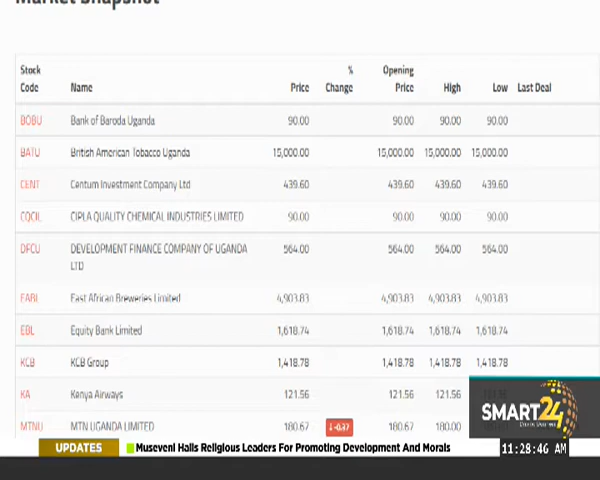 Market Snapshot
Stock Code Name Price % Change Opening Price High Low Last Deal
BOBU Bank of Baroda Uganda 90.00 90.00 90.00 90.00
BATU British American Tobacco Uganda 15,000.00 15,000.00 15,000.00 15,000.00
CENT Centum Investment Company Ltd 439.60 439.60 439.60 439.60
CQCIL CIPLA QUALITY CHEMICAL INDUSTRIES LIMITED 90.00 90.00 90.00 90.00
DFCU DEVELOPMENT FINANCE COMPANY OF UGANDA LTD 564.00 564.00 564.00 564.00
EABL East African Breweries Limited 4,903.83 4,903.83 4,903.83 4,903.83
EBL Equity Bank Limited 1,618.74 1,618.74 1,618.74 1,618.74
KCB KCB Group 1,418.78 1,418.78 1,418.78 1,418.78
KA Kenya Airways 121.56 121.56 121.56
MTNU MTN UGANDA LIMITED 180.67 -0.37 180.67 180.00
SMART24
UPDATES Museveni Hails Religious Leaders For Promoting Development And Morals 11:28:46 AM